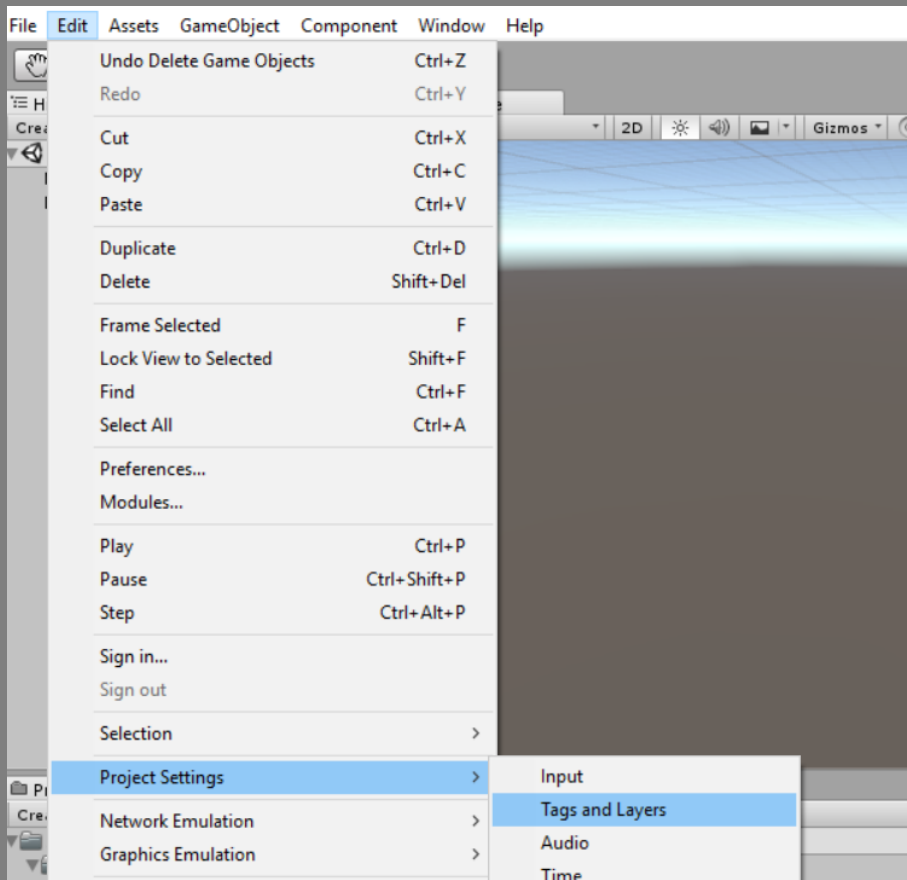 File Edit Assets GameObject Component Window Help
Undo Delete Game Objects Ctrl+Z
Redo Ctrl+Y
2D Gizmos
Cut Ctrl+X
Copy Ctrl+C
Paste Ctrl+V
Duplicate Ctrl+D
Delete Shift+Del
Frame Selected F
Lock View to Selected Shift+F
Find Ctrl+F
Select All Ctrl+A
Preferences...
Modules...
Play Ctrl+P
Pause Ctrl+Shift+P
Step Ctrl+Alt+P
Sign in...
Sign out
Selection
Project Settings Input
Tags and Layers
Network Emulation
Audio
Graphics Emulation
Time